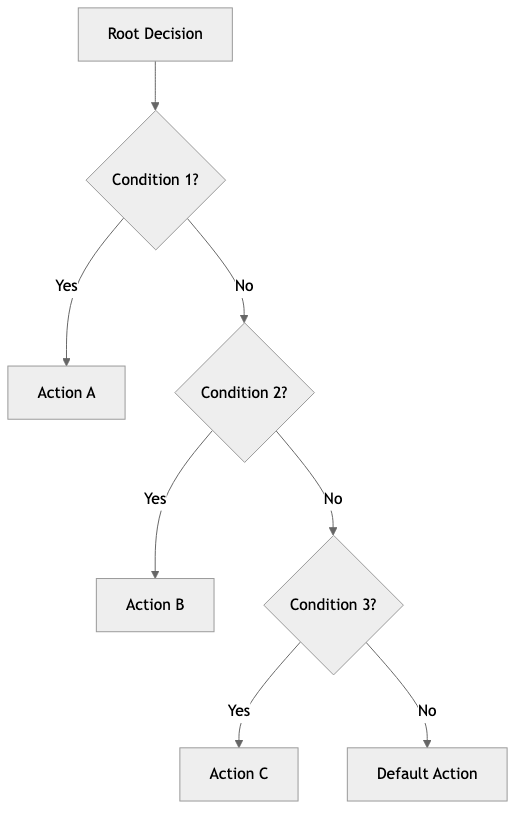 Root Decision
Condition 1?
Yes
No
Action A
Condition 2?
Yes
No
Action B
Condition 3?
Yes
No
Action C
Default Action